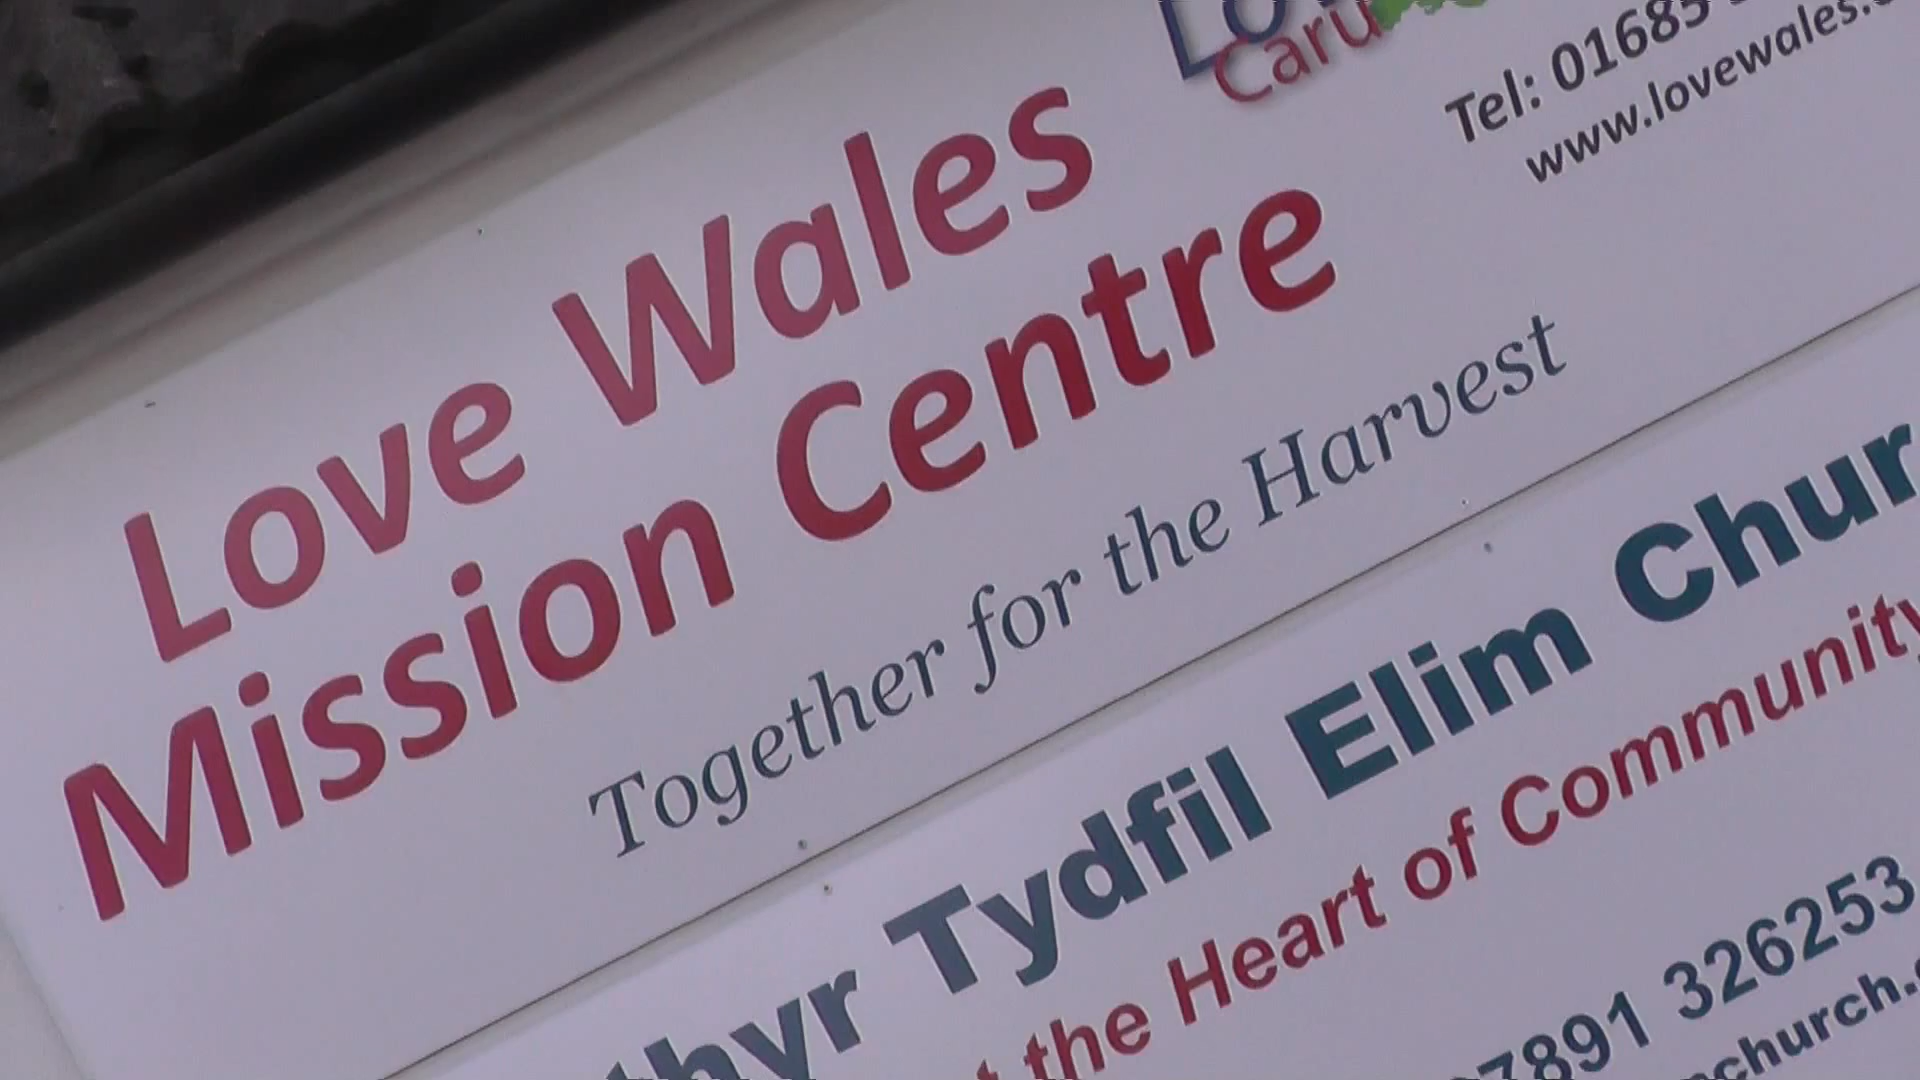 Love Wales
Mission Centre
Together for the Harvest
Caru
Tel: 01685
www.lovewales.
Tydfil Elim
the Heart of Community
7891 326253